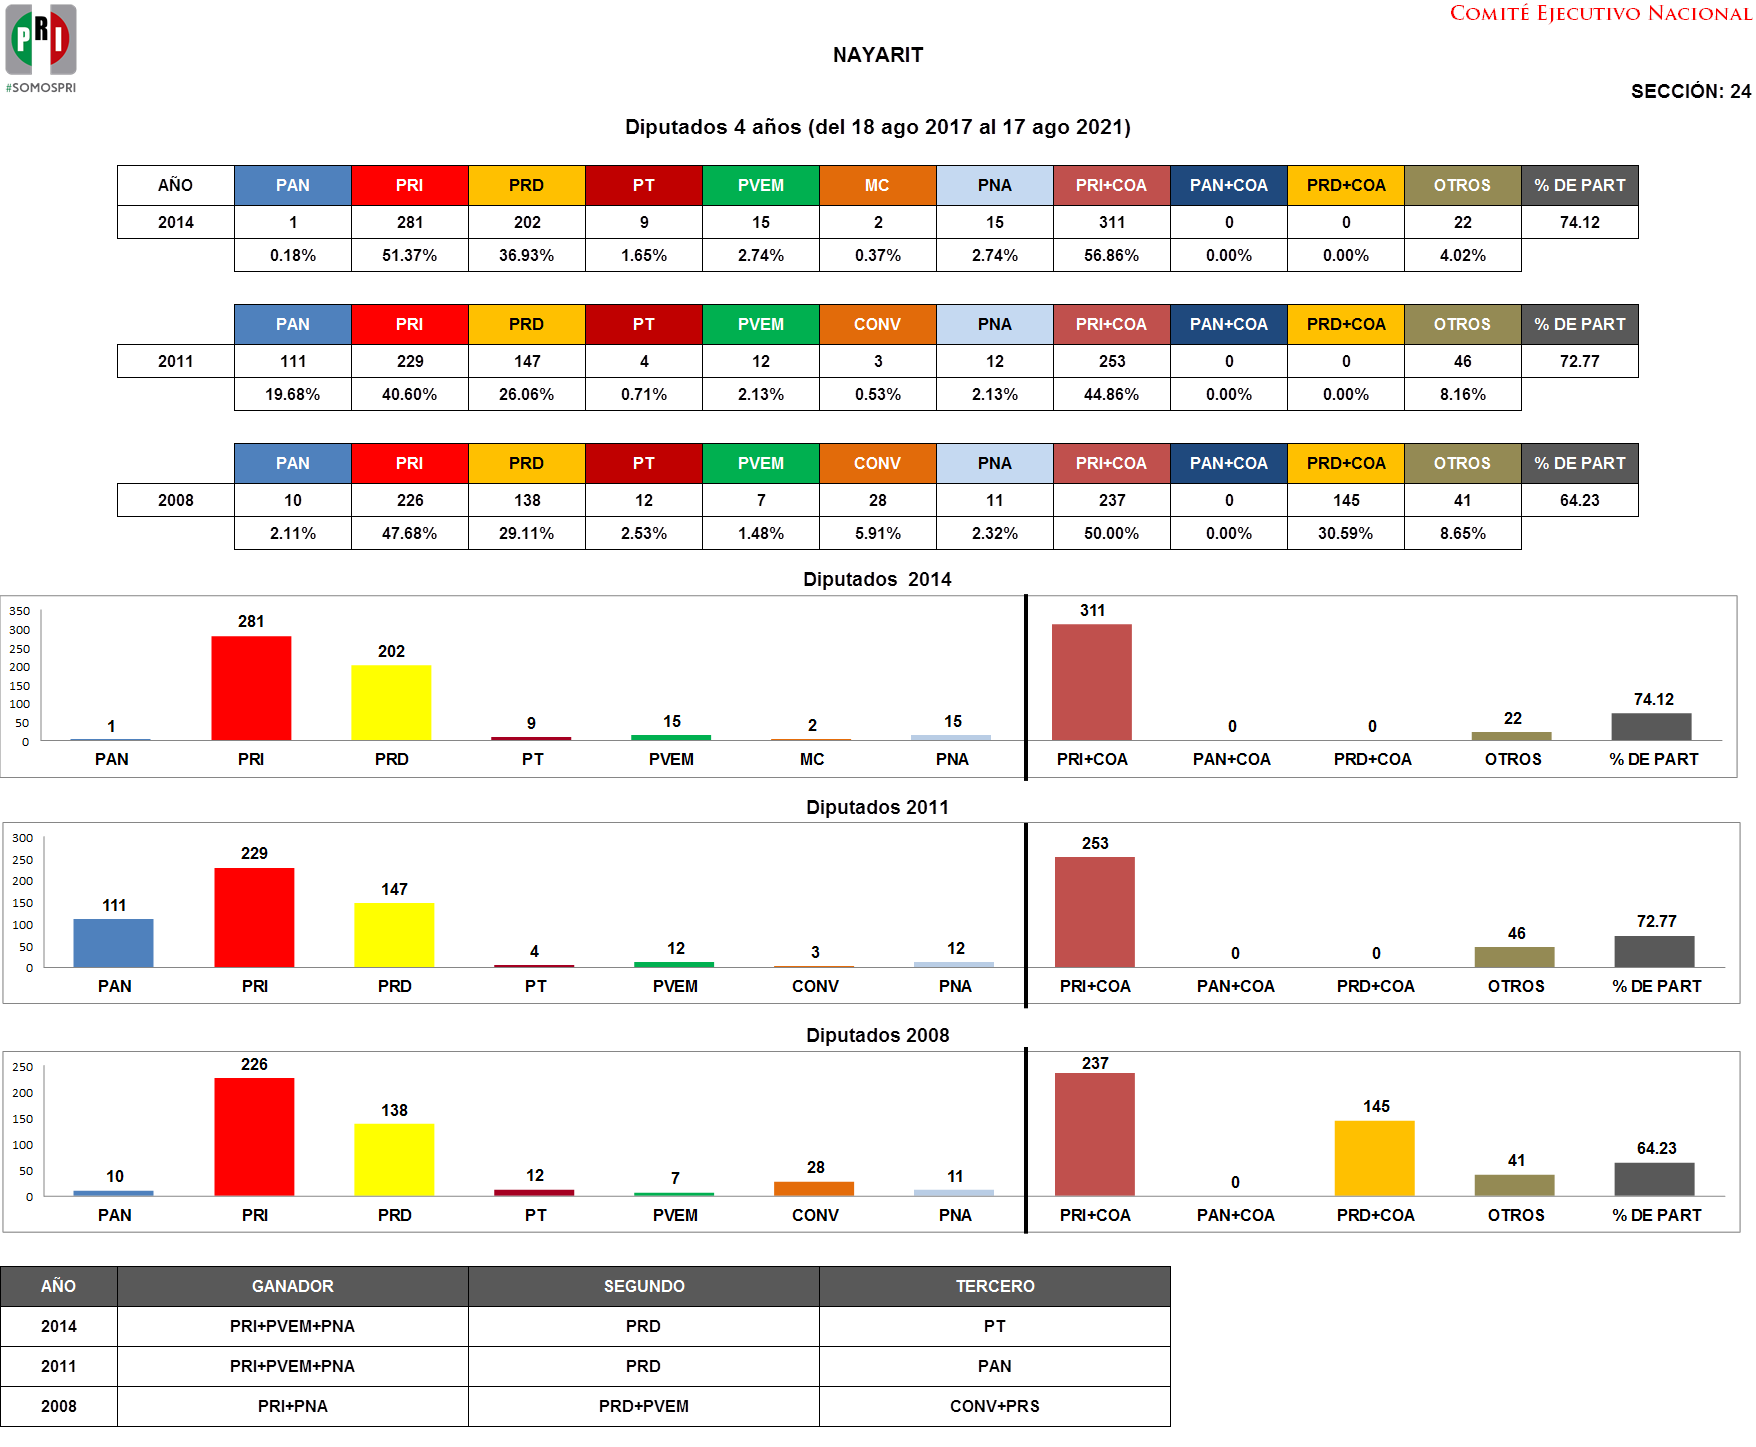 PRI
#SOMOSPRI
COMITÉ EJECUTIVO NACIONAL
NAYARIT
SECCIÓN: 24
Diputados 4 años (del 18 ago 2017 al 17 ago 2021)
AÑO PAN PRI PRD PT PVEM MC PNA PRI+COA PAN+COA PRD+COA OTROS % DE PART
2014 1 281 202 9 15 2 15 311 0 0 22 74.12
0.18% 51.37% 36.93% 1.65% 2.74% 0.37% 2.74% 56.86% 0.00% 0.00% 4.02%
PAN PRI PRD PT PVEM CONV PNA PRI+COA PAN+COA PRD+COA OTROS % DE PART
2011 111 229 147 4 12 3 12 253 0 0 46 72.77
19.68% 40.60% 26.06% 0.71% 2.13% 0.53% 2.13% 44.86% 0.00% 0.00% 8.16%
PAN PRI PRD PT PVEM CONV PNA PRI+COA PAN+COA PRD+COA OTROS % DE PART
2008 10 226 138 12 7 28 11 237 0 145 41 64.23
2.11% 47.68% 29.11% 2.53% 1.48% 5.91% 2.32% 50.00% 0.00% 30.59% 8.65%
Diputados 2014
350
300
250
200
150
100
50
0
1 281 202 9 15 2 15 311 0 0 22 74.12
PAN PRI PRD PT PVEM MC PNA PRI+COA PAN+COA PRD+COA OTROS % DE PART
Diputados 2011
300
250
200
150
100
50
0
111 229 147 4 12 3 12 253 0 0 46 72.77
PAN PRI PRD PT PVEM CONV PNA PRI+COA PAN+COA PRD+COA OTROS % DE PART
Diputados 2008
250
200
150
100
50
0
10 226 138 12 7 28 11 237 0 145 41 64.23
PAN PRI PRD PT PVEM CONV PNA PRI+COA PAN+COA PRD+COA OTROS % DE PART
AÑO GANADOR SEGUNDO TERCERO
2014 PRI+PVEM+PNA PRD PT
2011 PRI+PVEM+PNA PRD PAN
2008 PRI+PNA PRD+PVEM CONV+PRS